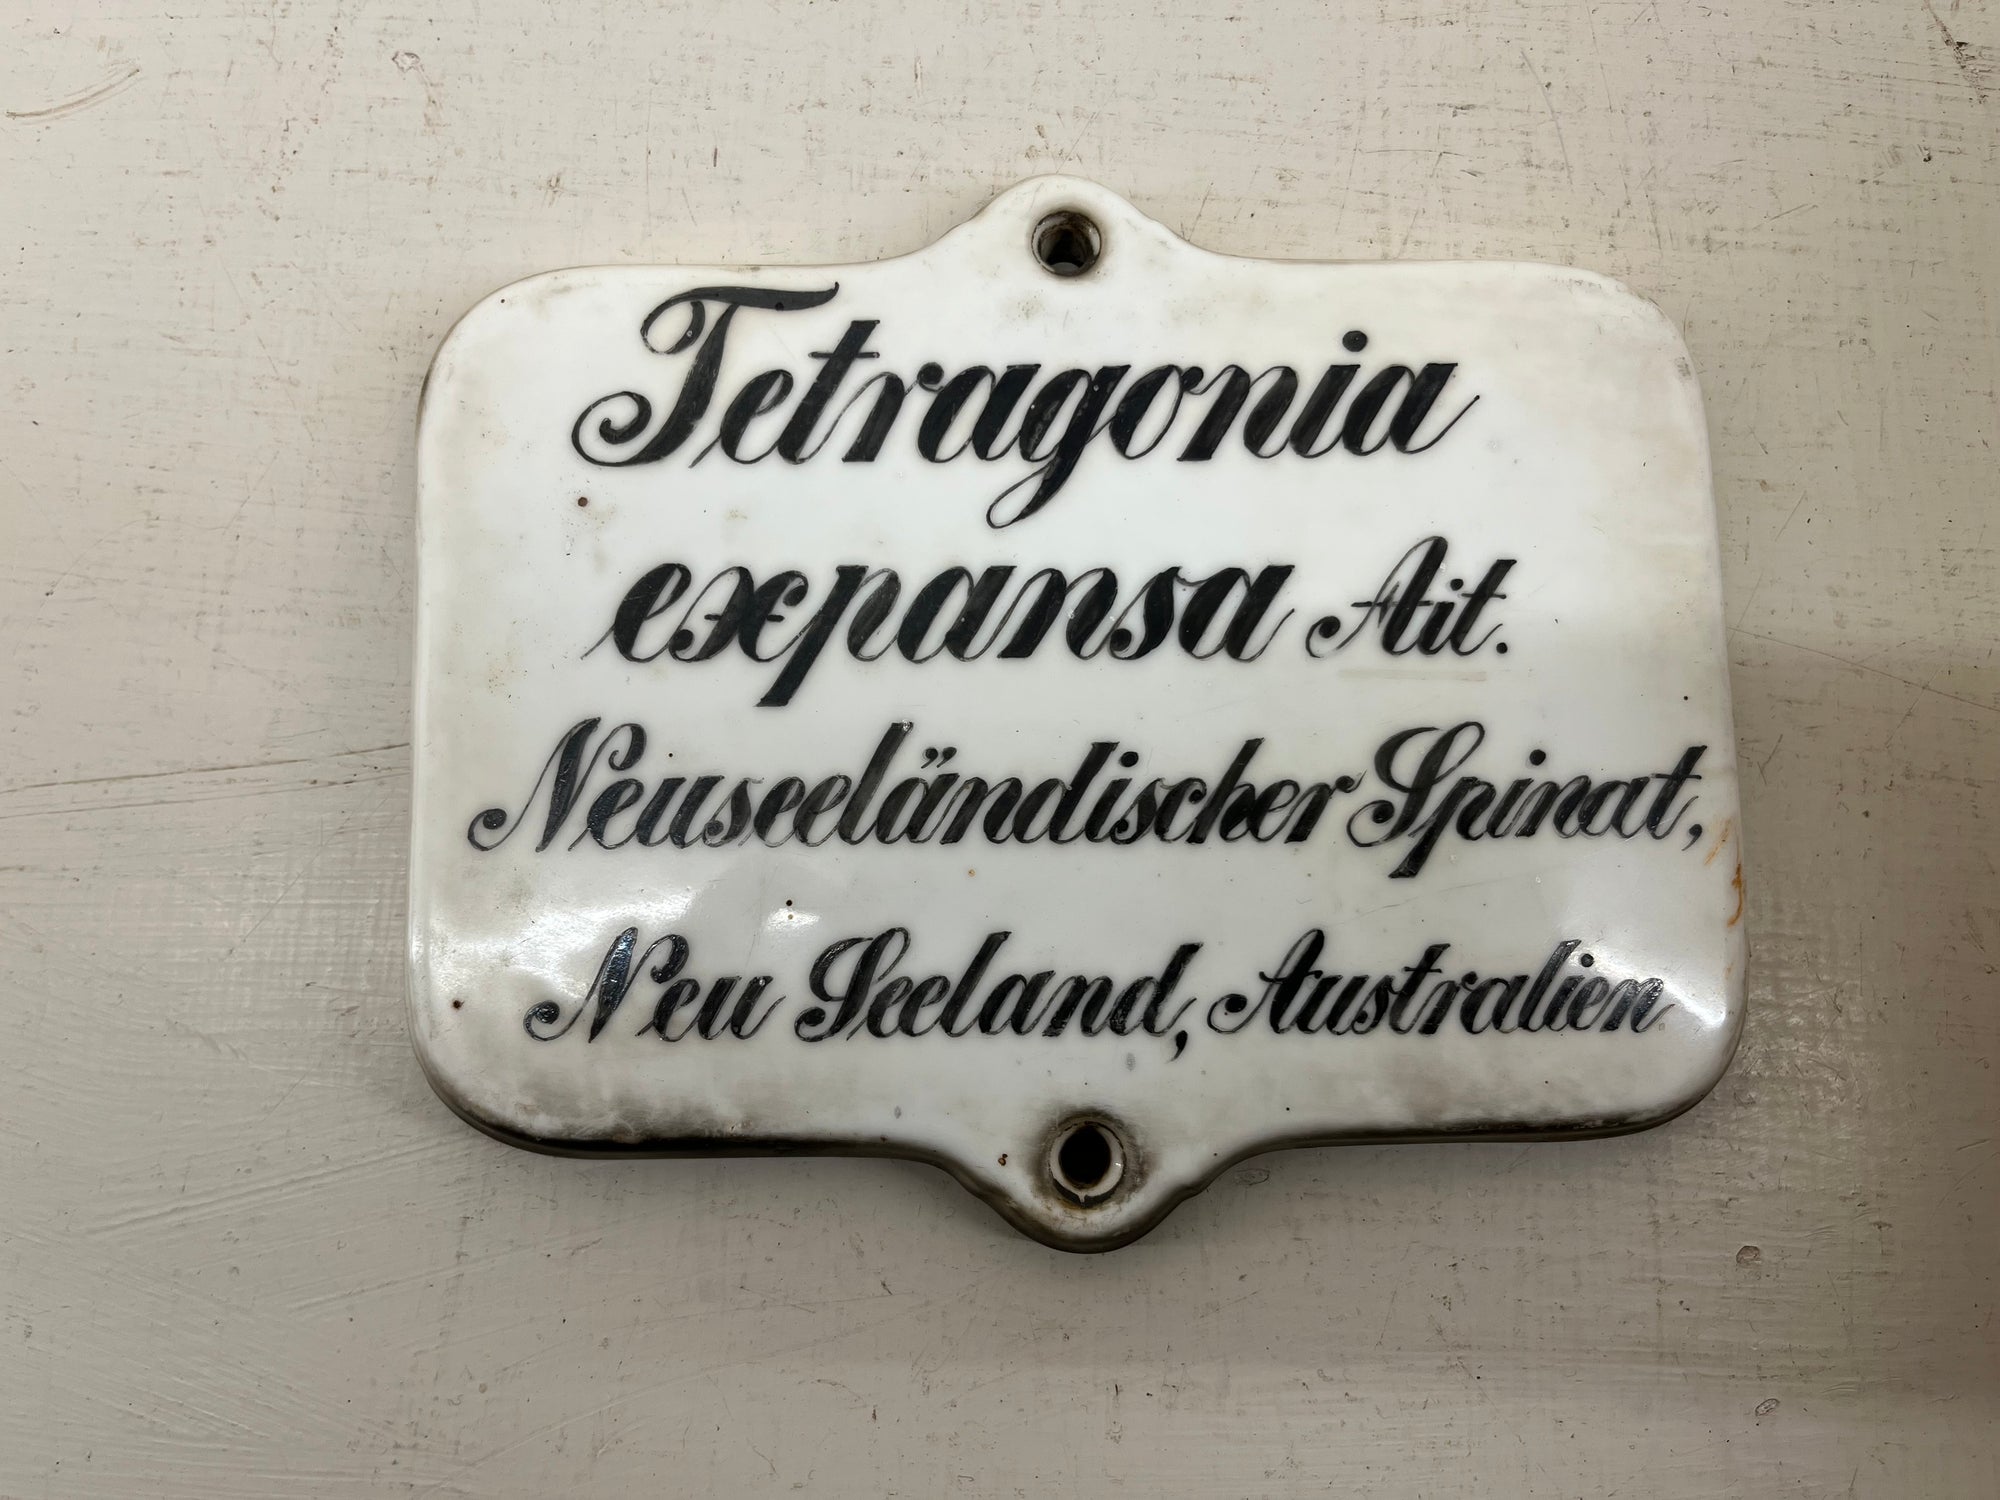 Tetragonia
expansa Ait.
Neuseeländischer Spinat,
Neu Seeland, Australien